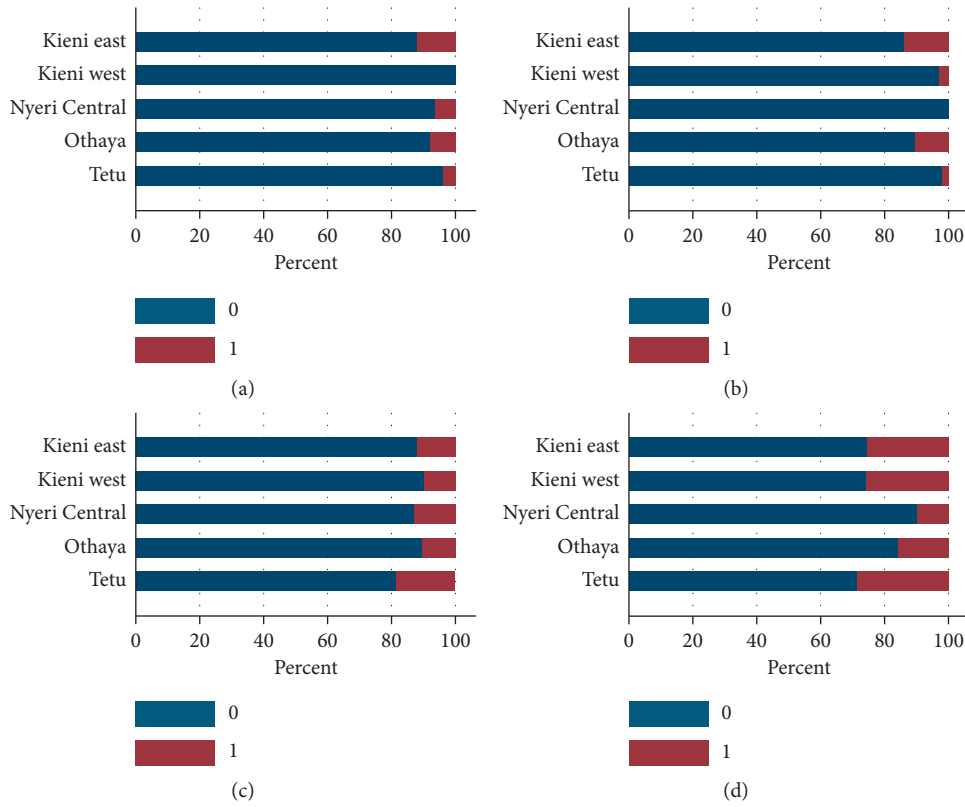 Kieni east
Kieni west
Nyeri Central
Othaya
Tetu
0 20 40 60 80 100
Percent
0
1
(a)
Kieni east
Kieni west
Nyeri Central
Othaya
Tetu
0 20 40 60 80 100
Percent
0
1
(b)
Kieni east
Kieni west
Nyeri Central
Othaya
Tetu
0 20 40 60 80 100
Percent
0
1
(c)
Kieni east
Kieni west
Nyeri Central
Othaya
Tetu
0 20 40 60 80 100
Percent
0
1
(d)